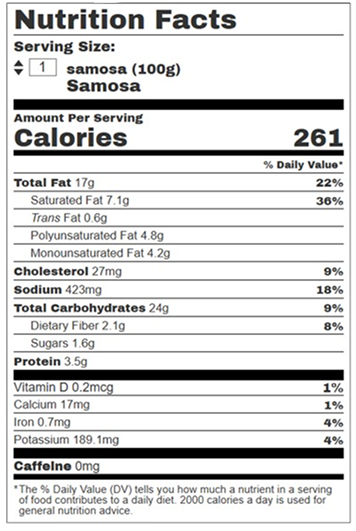 Nutrition Facts
Serving Size:
1 samosa (100g)
Samosa
Amount Per Serving
Calories 261
% Daily Value*
Total Fat 17g 22%
Saturated Fat 7.1g 36%
Trans Fat 0.6g
Polyunsaturated Fat 4.8g
Monounsaturated Fat 4.2g
Cholesterol 27mg 9%
Sodium 423mg 18%
Total Carbohydrates 24g 9%
Dietary Fiber 2.1g 8%
Sugars 1.6g
Protein 3.5g
Vitamin D 0.2mcg 1%
Calcium 17mg 1%
Iron 0.7mg 4%
Potassium 189.1mg 4%
Caffeine 0mg
*The % Daily Value (DV) tells you how much a nutrient in a serving
of food contributes to a daily diet. 2000 calories a day is used for
general nutrition advice.